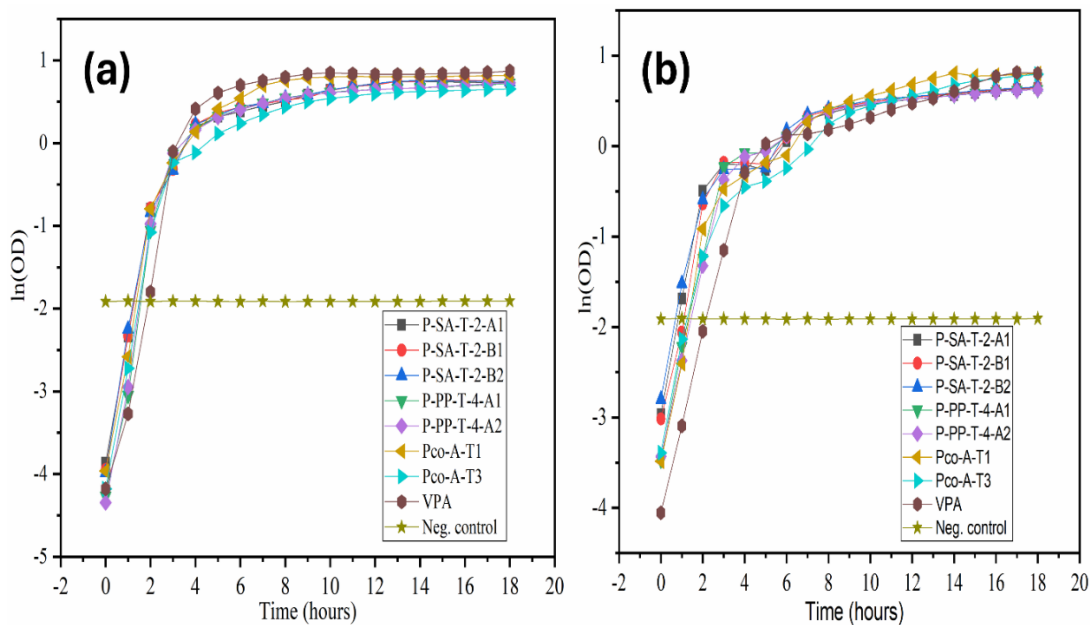 (a)
ln(OD)
1
0
-1
-2
-3
-4
-5
P-SA-T-2-A1
P-SA-T-2-B1
P-SA-T-2-B2
P-PP-T-4-A1
P-PP-T-4-A2
Pco-A-T1
Pco-A-T3
VPA
Neg. control
-2 0 2 4 6 8 10 12 14 16 18 20
Time (hours)
(b)
ln(OD)
1
0
-1
-2
-3
-4
P-SA-T-2-A1
P-SA-T-2-B1
P-SA-T-2-B2
P-PP-T-4-A1
P-PP-T-4-A2
Pco-A-T1
Pco-A-T3
VPA
Neg. control
-2 0 2 4 6 8 10 11 14 16 18 20
Time (hours)